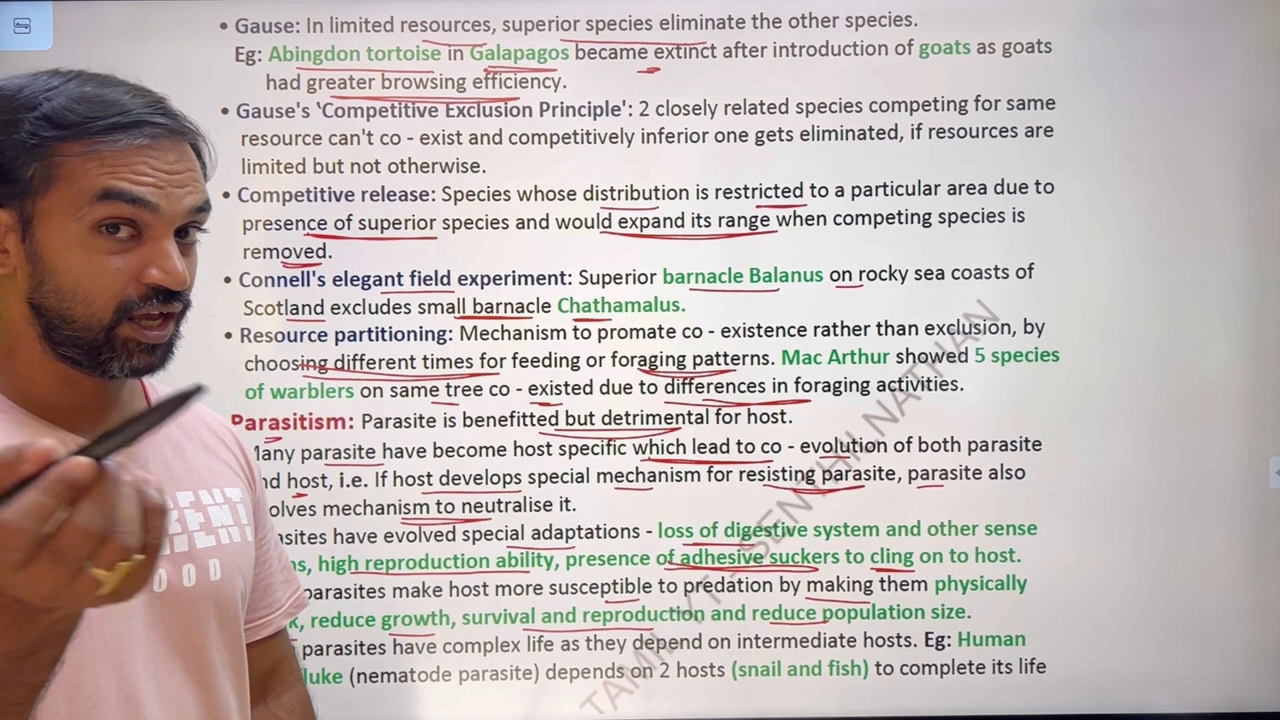 • Gause: In limited resources, superior species eliminate the other species.
Eg: Abingdon tortoise in Galapagos became extinct after introduction of goats as goats
had greater browsing efficiency.
• Gause's 'Competitive Exclusion Principle': 2 closely related species competing for same
resource can't co - exist and competitively inferior one gets eliminated, if resources are
limited but not otherwise.
• Competitive release: Species whose distribution is restricted to a particular area due to
presence of superior species and would expand its range when competing species is
removed.
• Connell's elegant field experiment: Superior barnacle Balanus on rocky sea coasts of
Scotland excludes small barnacle Chathamalus.
• Resource partitioning: Mechanism to promate co - existence rather than exclusion, by
choosing different times for feeding or foraging patterns. Mac Arthur showed 5 species
of warblers on same tree co - existed due to differences in foraging activities.
Parasitism: Parasite is benefitted but detrimental for host.
any parasite have become host specific which lead to co - evolution of both parasite
nd host, i.e. If host develops special mechanism for resisting parasite, parasite also
olves mechanism to neutralise it.
sites have evolved special adaptations - loss of digestive system and other sense
s, high reproduction ability, presence of adhesive suckers to cling on to host.
parasites make host more susceptible to predation by making them physically
k, reduce growth, survival and reproduction and reduce population size.
parasites have complex life as they depend on intermediate hosts. Eg: Human
luke (nematode parasite) depends on 2 hosts (snail and fish) to complete its life
TAMIL YT - SENTHILNATHAN